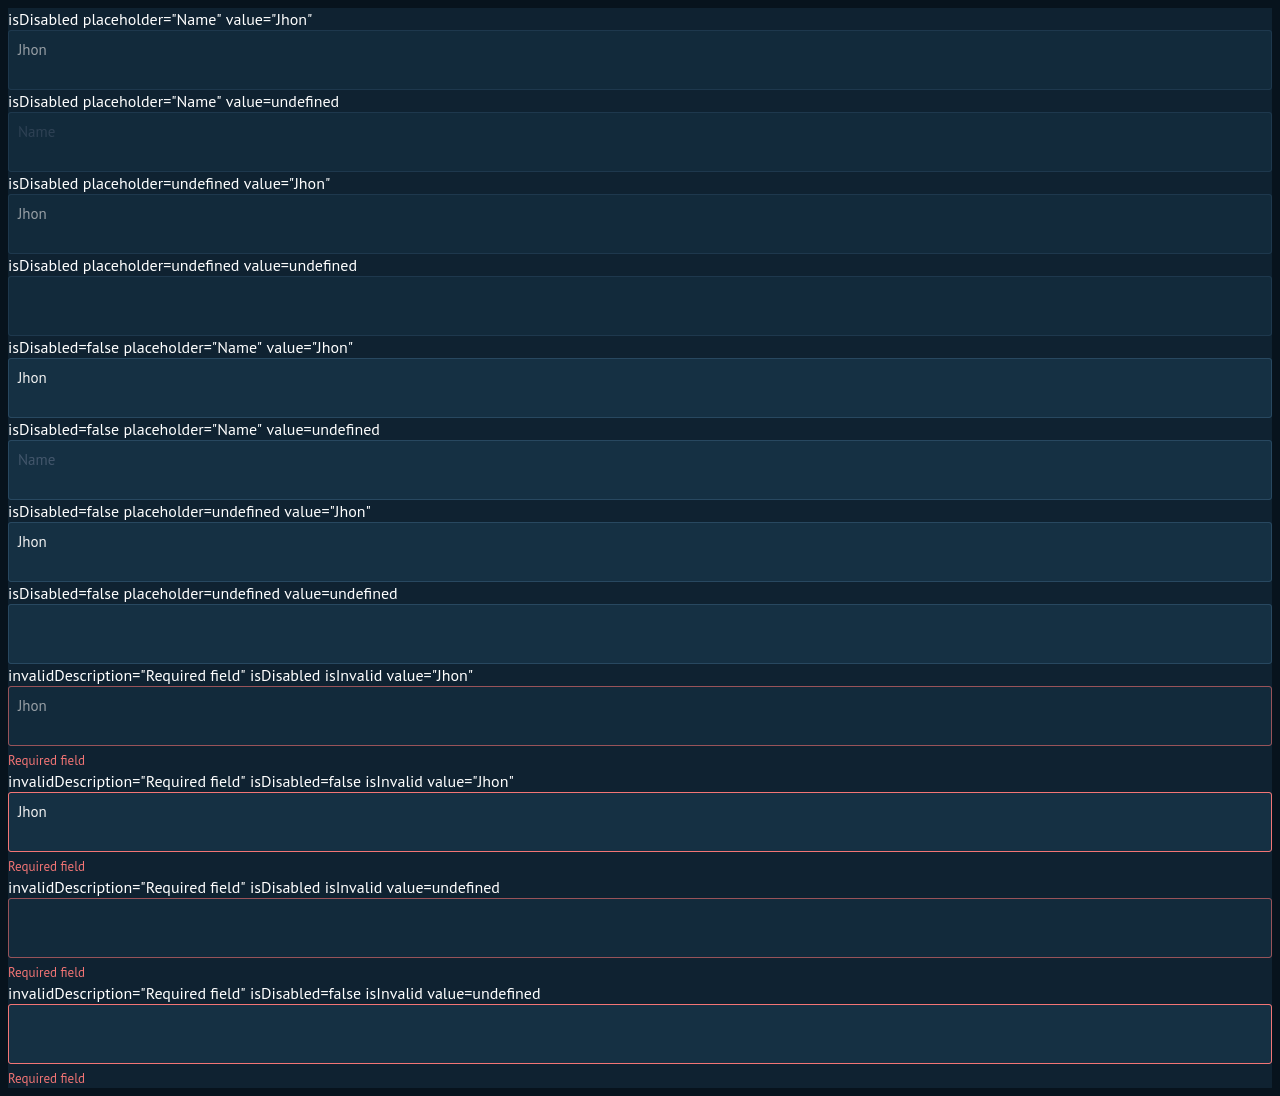 isDisabled placeholder="Name" value="Jhon"
Jhon
isDisabled placeholder="Name" value=undefined
Name
isDisabled placeholder=undefined value="Jhon"
Jhon
isDisabled placeholder=undefined value=undefined
isDisabled=false placeholder="Name" value="Jhon"
Jhon
isDisabled=false placeholder="Name" value=undefined
Name
isDisabled=false placeholder=undefined value="Jhon"
Jhon
isDisabled=false placeholder=undefined value=undefined
invalidDescription="Required field" isDisabled isInvalid value="Jhon"
Jhon
Required field
invalidDescription="Required field" isDisabled=false isInvalid value="Jhon"
Jhon
Required field
invalidDescription="Required field" isDisabled isInvalid value=undefined
Required field
invalidDescription="Required field" isDisabled=false isInvalid value=undefined
Required field